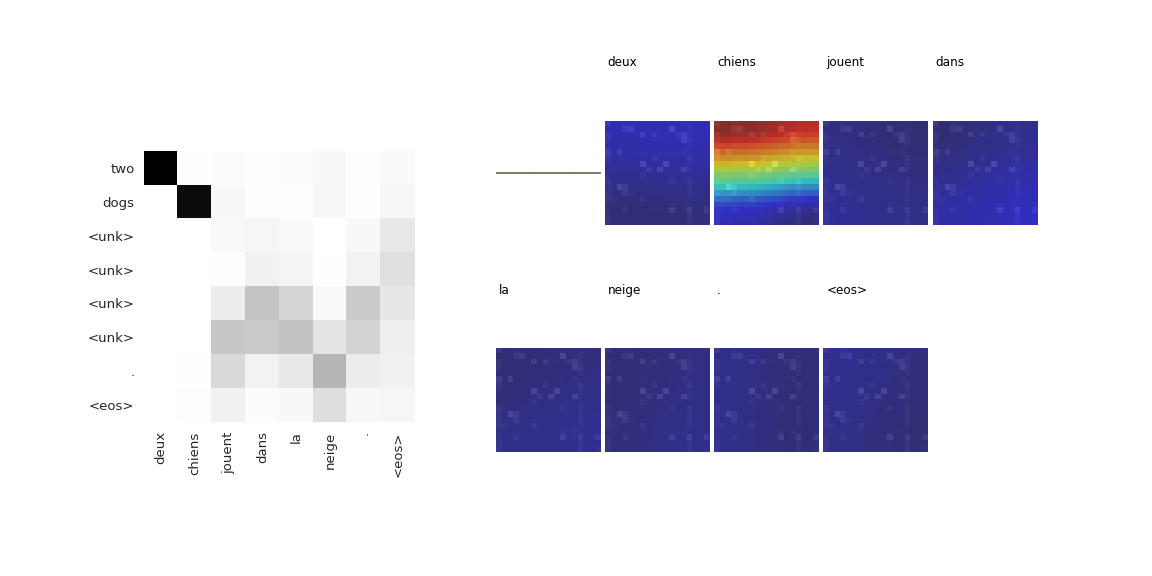 two
dogs
<unk>
<unk>
<unk>
<unk>
.
<eos>
deux chiens jouent dans la neige . <eos>
deux chiens jouent dans
la neige . <eos>